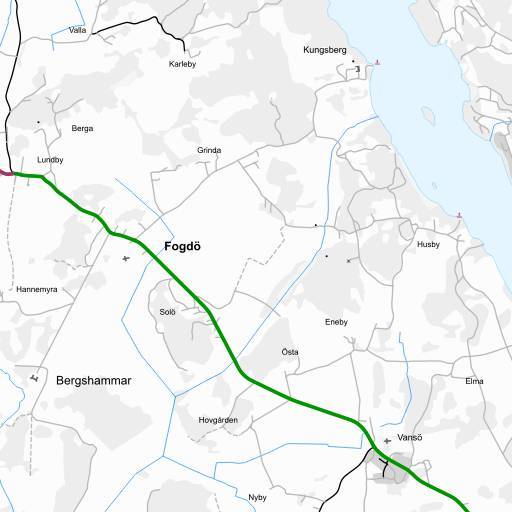 Valla
Kungsberg
Karleby
Berga
Grinda
Lundby
Fogdö
Husby
Hannemyra
Solö
Eneby
Östa
Bergshammar
Elma
Hovgården
Vansö
Nyby